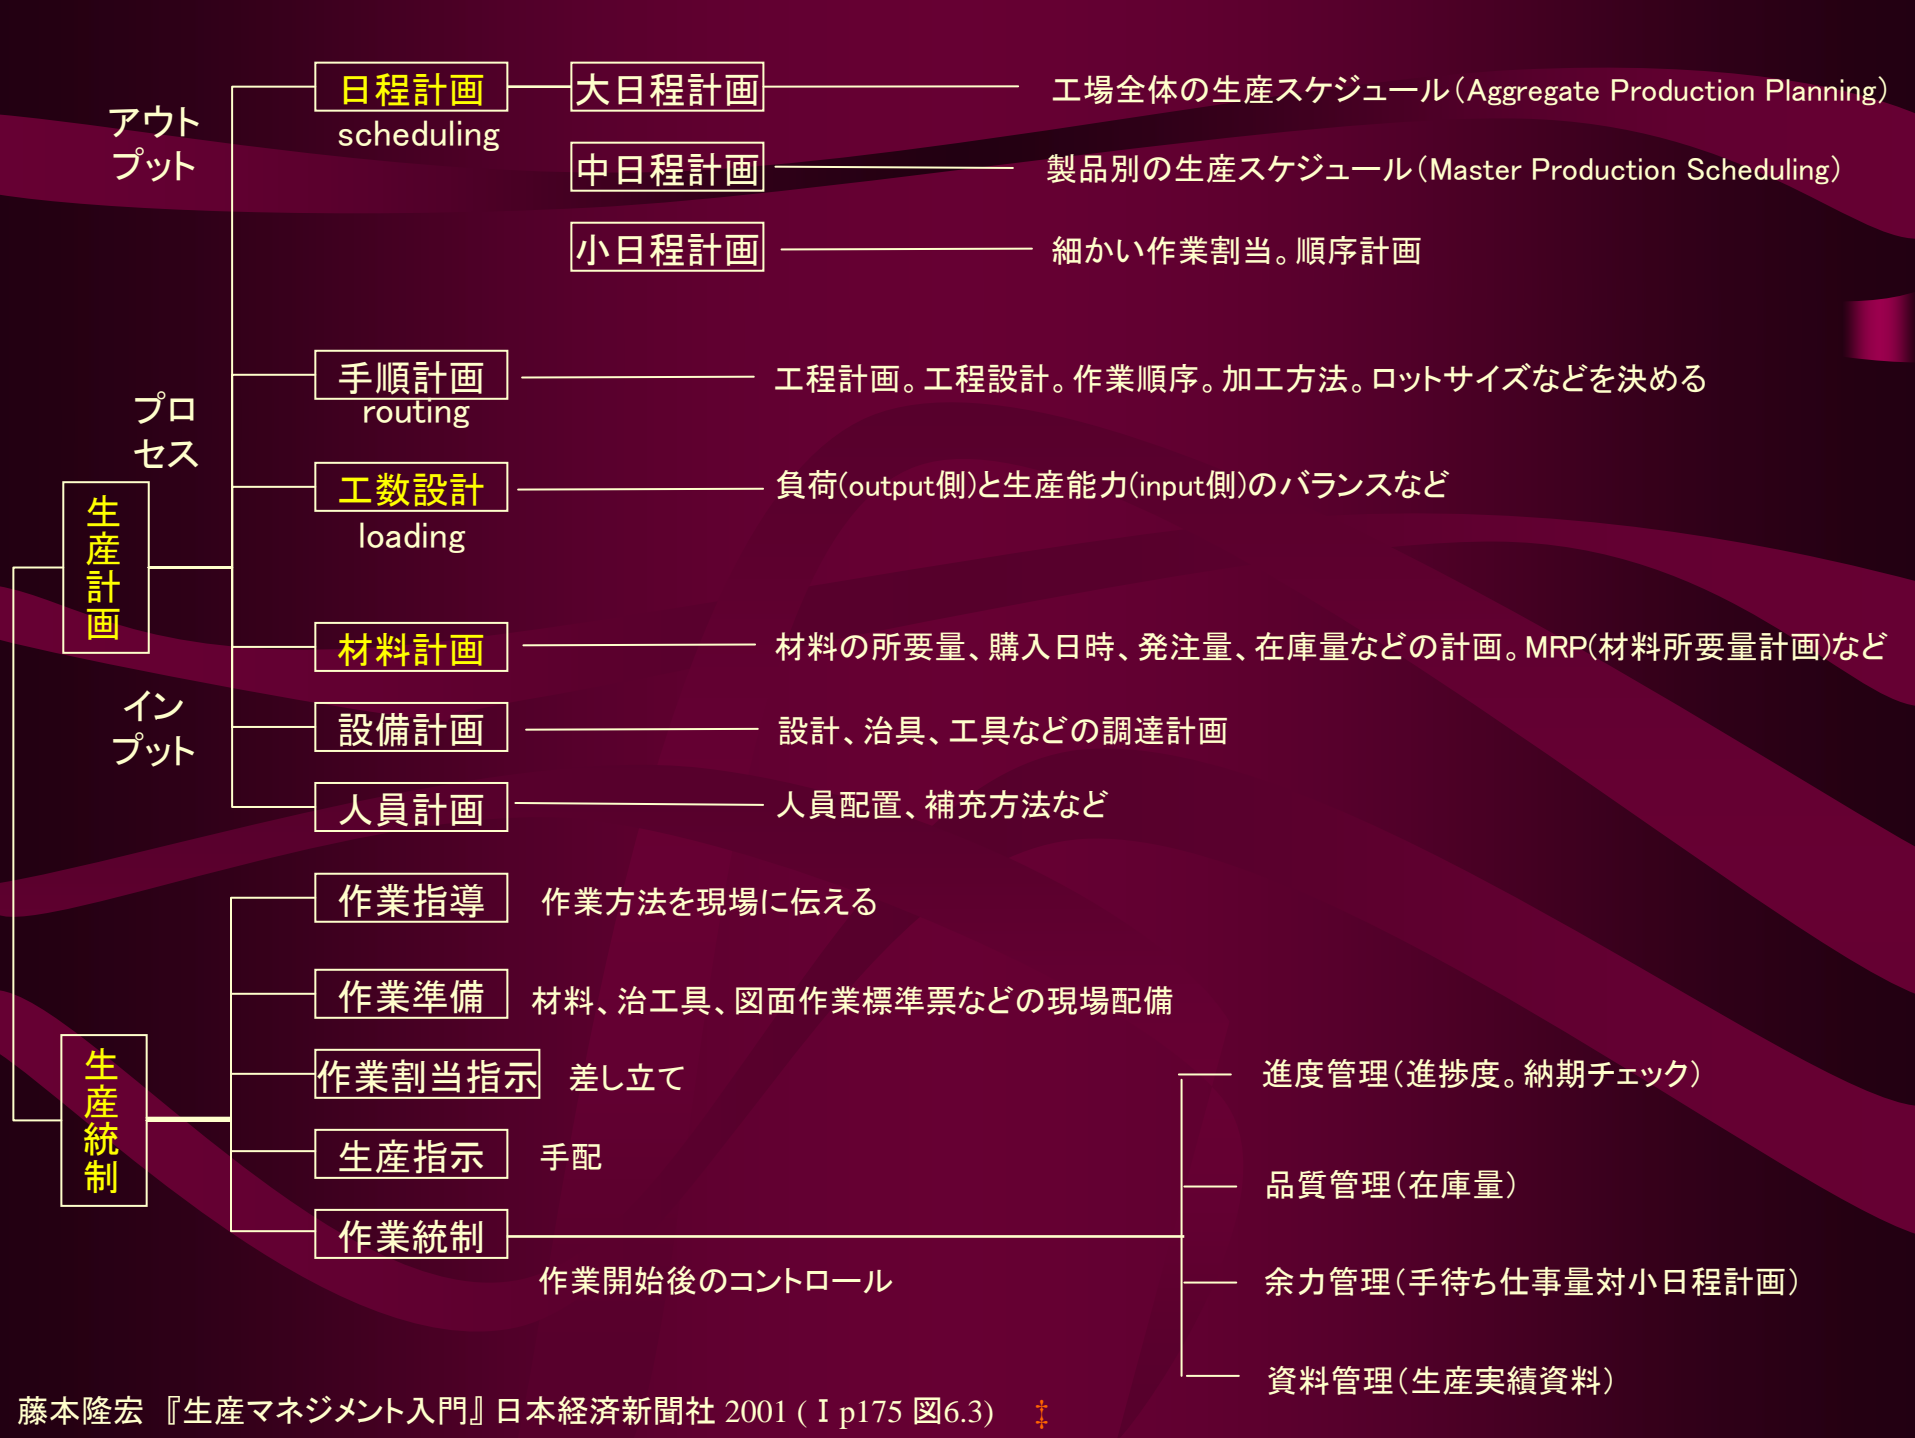 アウト
プット
日程計画
scheduling
大日程計画
工場全体の生産スケジュール（Aggregate Production Planning）
中日程計画
製品別の生産スケジュール（Master Production Scheduling）
小日程計画
細かい作業割当。順序計画
プロ
セス
手順計画
routing
工程計画。工程設計。作業順序。加工方法。ロットサイズなどを決める
工数設計
loading
負荷(output側)と生産能力(input側)のバランスなど
生産計画
イン
プット
材料計画
材料の所要量、購入日時、発注量、在庫量などの計画。MRP(材料所要量計画)など
設備計画
設計、治具、工具などの調達計画
人員計画
人員配置、補充方法など
生産統制
作業指導
作業方法を現場に伝える
作業準備
材料、治工具、図面作業標準票などの現場配備
作業割当指示
差し立て
生産指示
手配
作業統制
作業開始後のコントロール
進度管理（進捗度。納期チェック）
品質管理（在庫量）
余力管理（手待ち仕事量対小日程計画）
資料管理（生産実績資料）
藤本隆宏 『生産マネジメント入門』 日本経済新聞社 2001 (Ⅰp175 図6.3) ‡